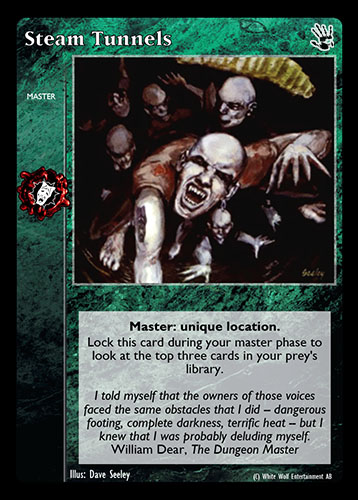 Steam Tunnels
MASTER
Seeley
Master: unique location.
Lock this card during your master phase to
look at the top three cards in your prey's
library.
I told myself that the owners of those voices
faced the same obstacles that I did – dangerous
footing, complete darkness, terrific heat – but I
knew that I was probably deluding myself.
William Dear, The Dungeon Master
Illus: Dave Seeley
(C) White Wolf Entertainment AB